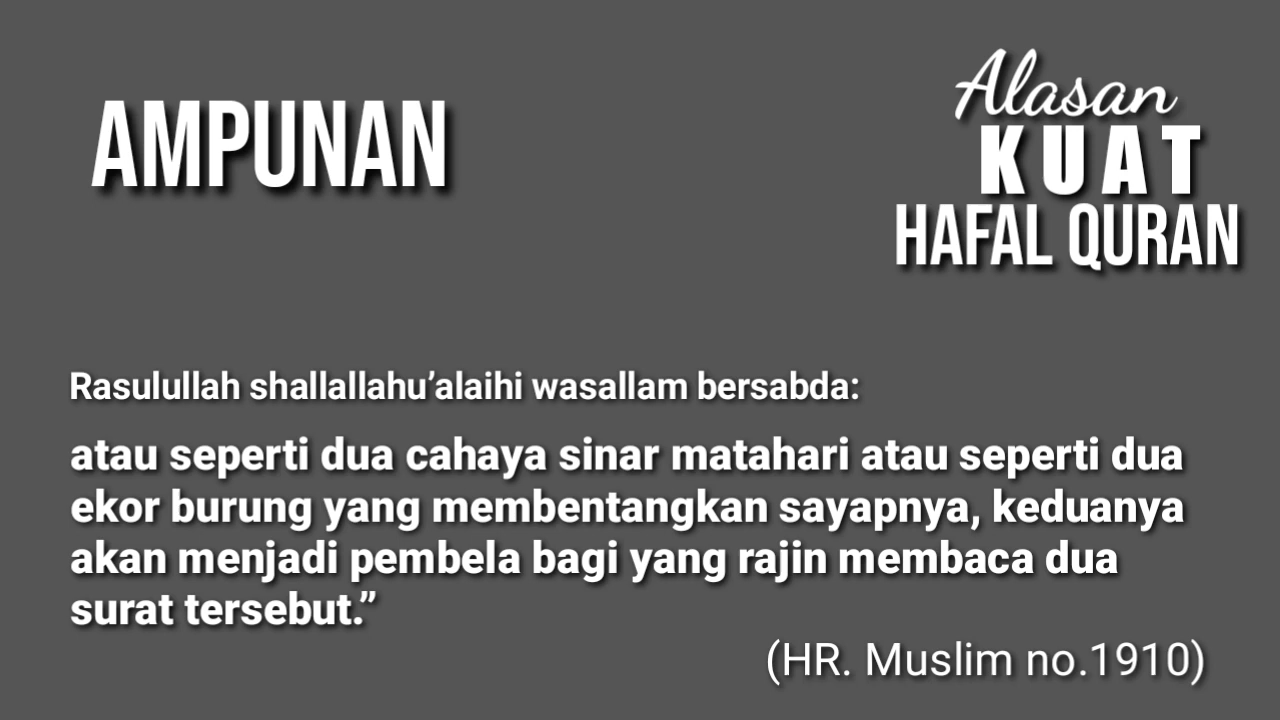 AMPUNAN
Alasan
KUAT
HAFAL QURAN
Rasulullah shallallahu’alaihi wasallam bersabda:
atau seperti dua cahaya sinar matahari atau seperti dua
ekor burung yang membentangkan sayapnya, keduanya
akan menjadi pembela bagi yang rajin membaca dua
surat tersebut.”
(HR. Muslim no.1910)